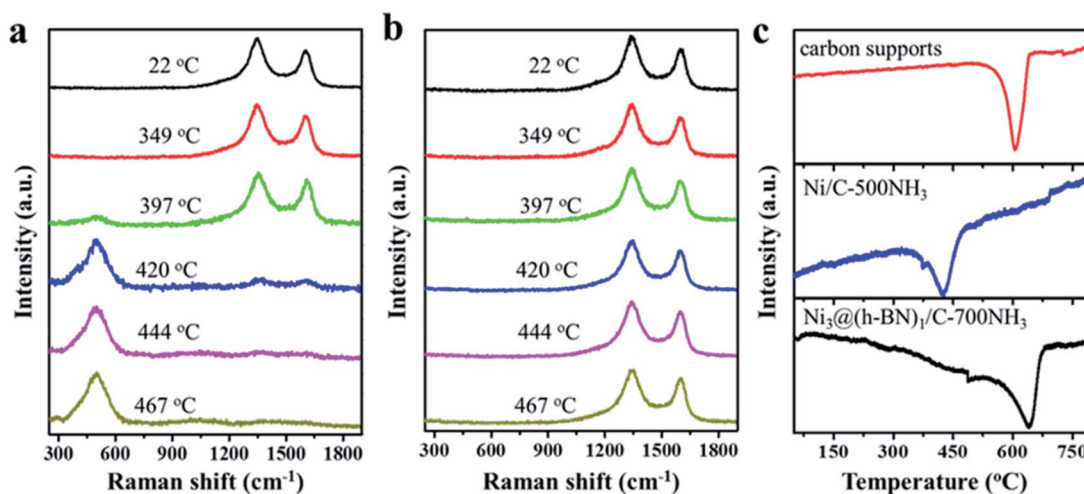 a
22 °C
349 °C
397 °C
420 °C
444 °C
467 °C
Intensity (a.u.)
300 600 900 1200 1500 1800
Raman shift (cm⁻¹)
b
22 °C
349 °C
397 °C
420 °C
444 °C
467 °C
Intensity (a.u.)
300 600 900 1200 1500 1800
Raman shift (cm⁻¹)
c
carbon supports
Ni/C-500NH₃
Ni₃@(h-BN)₁/C-700NH₃
Intensity (a.u.)
150 300 450 600 750
Temperature (°C)